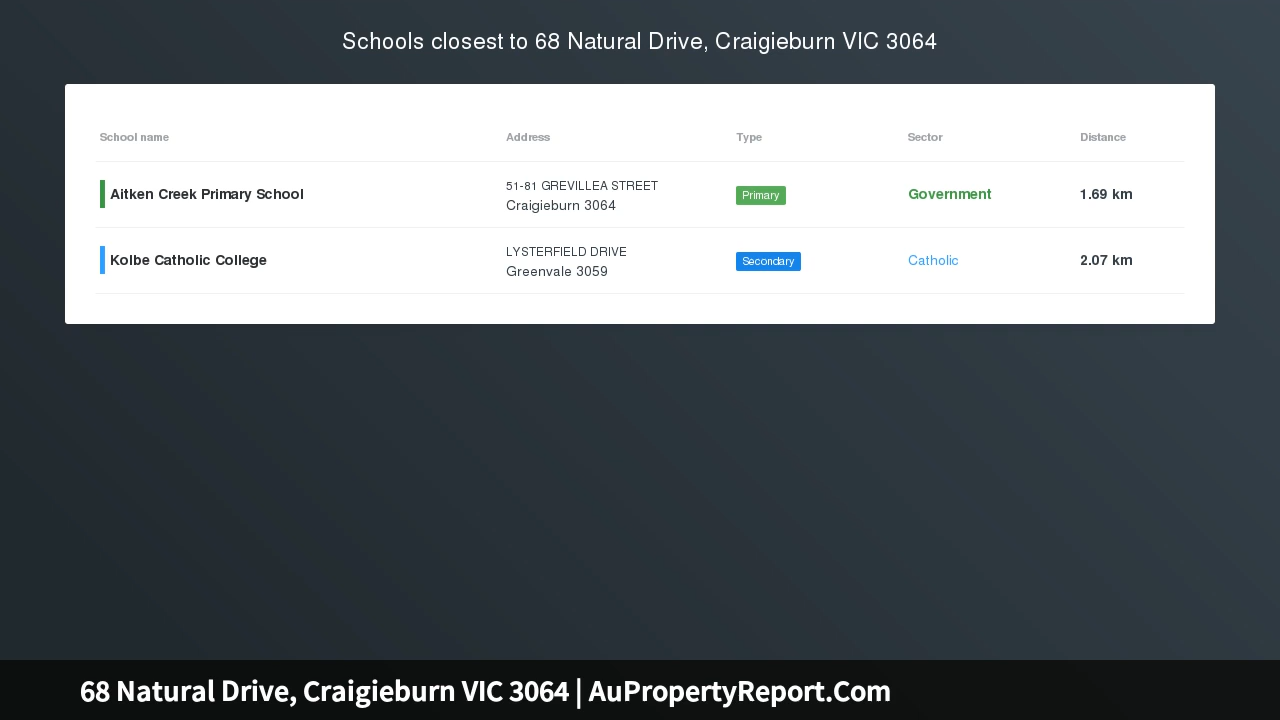 Schools closest to 68 Natural Drive, Craigieburn VIC 3064
School name Address Type Sector Distance
Aitken Creek Primary School 51-81 GREVILLEA STREET Primary Government 1.69 km
Craigieburn 3064
Kolbe Catholic College LYSTERFIELD DRIVE Secondary Catholic 2.07 km
Greenvale 3059
68 Natural Drive, Craigieburn VIC 3064 | AuPropertyReport.Com